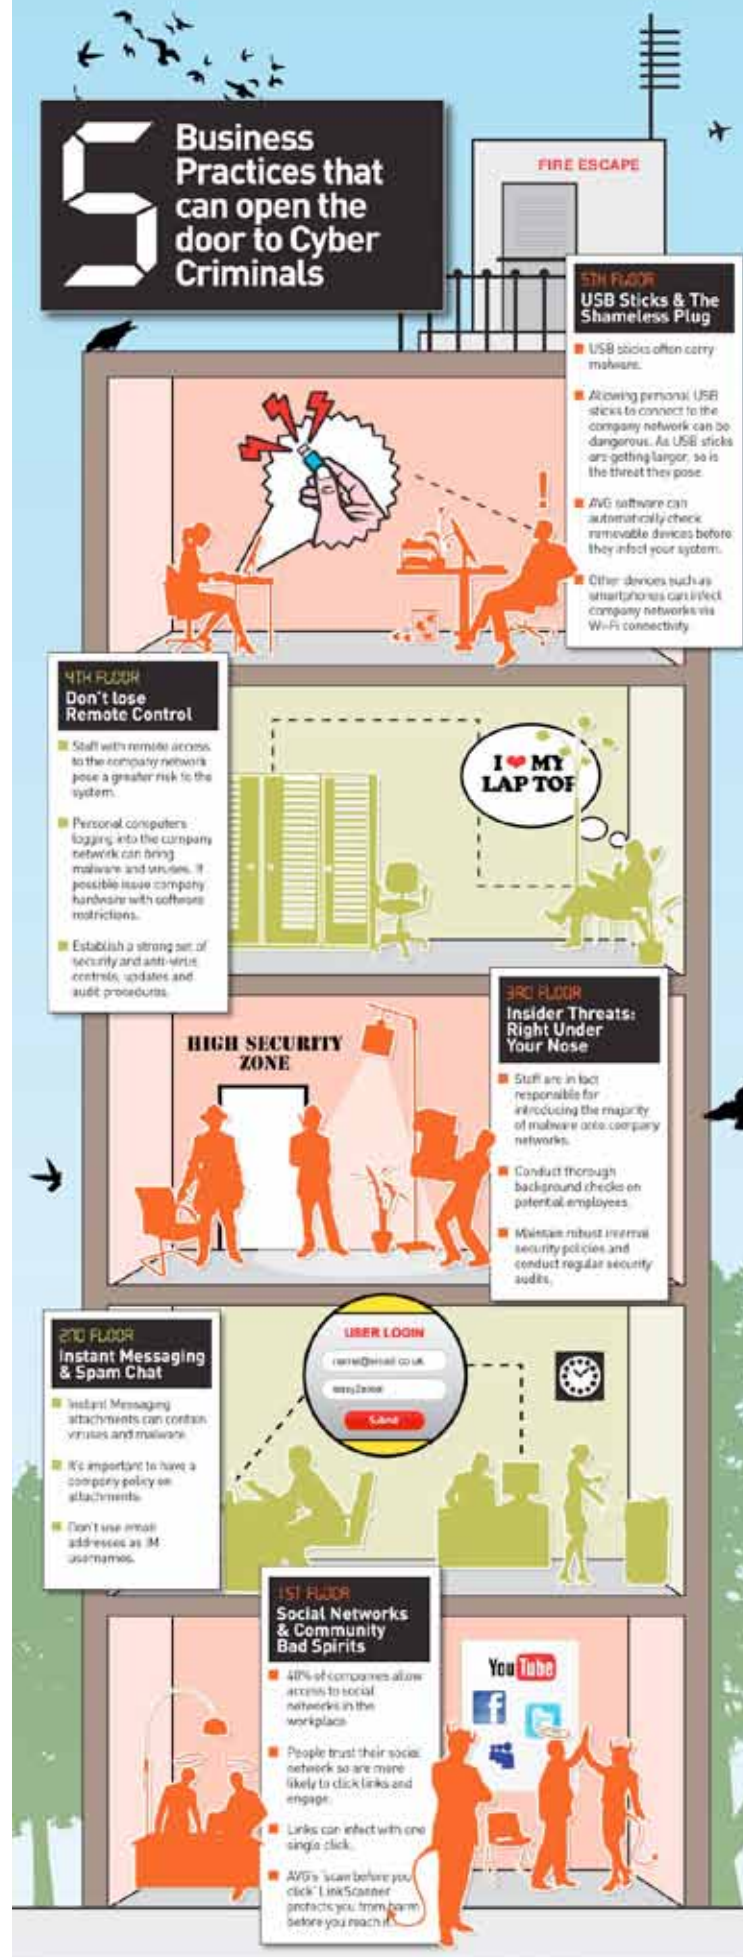 5
Business
Practices that
can open the
door to Cyber
Criminals
FIRE ESCAPE
5TH FLOOR
USB Sticks & The
Shameless Plug
USB sticks often carry
malware.
Allowing personal USB
sticks to connect to the
company network can be
dangerous. As USB sticks
are getting larger, so is
the threat they pose.
AVG software can
automatically check
removable devices before
they infect your system.
Other devices such as
smartphones can infect
company networks via
Wi-Fi connectivity.
4TH FLOOR
Don't lose
Remote Control
Staff with remote access
to the company network
pose a greater risk to the
system.
Personal computers
logging into the company
network can bring
malware and viruses. If
possible issue company
hardware with software
restrictions.
Establish a strong set of
security and anti-virus
controls, updates and
audit procedures.
I ❤ MY
LAP TOP
3RD FLOOR
Insider Threats:
Right Under
Your Nose
Staff are in fact
responsible for
introducing the majority
of malware onto company
networks.
Conduct thorough
background checks on
potential employees.
Maintain robust internal
security policies and
conduct regular security
audits.
HIGH SECURITY
ZONE
2ND FLOOR
Instant Messaging
& Spam Chat
Instant Messaging
attachments can contain
viruses and malware.
It's important to have a
company policy on
attachments.
Don't use email
addresses as IM
usernames.
USER LOGIN
name@email.co.uk
Submit
1ST FLOOR
Social Networks
& Community
Bad Spirits
48% of companies allow
access to social
networks in the
workplace.
People trust their social
network so are more
likely to click links and
engage.
Links can infect with one
single click.
AVG's 'scan before you
click' LinkScanner
protects you from harm
before you reach it.
YouTube
f